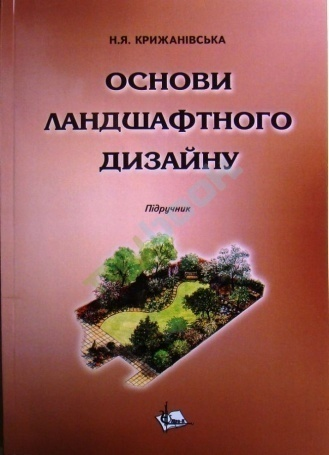 Н.Я. КРИЖАНІВСЬКА
ОСНОВИ
ЛАНДШАФТНОГО
ДИЗАЙНУ
Підручник